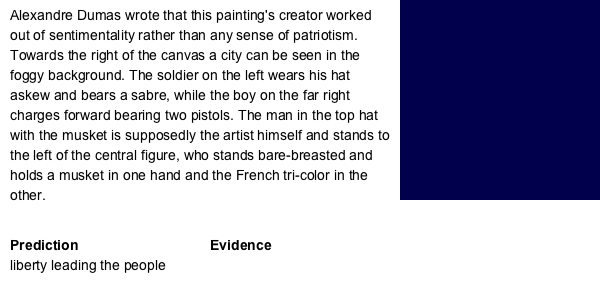 Alexandre Dumas wrote that this painting's creator worked
out of sentimentality rather than any sense of patriotism.
Towards the right of the canvas a city can be seen in the
foggy background. The soldier on the left wears his hat
askew and bears a sabre, while the boy on the far right
charges forward bearing two pistols. The man in the top hat
with the musket is supposedly the artist himself and stands to
the left of the central figure, who stands bare-breasted and
holds a musket in one hand and the French tri-color in the
other.
Prediction Evidence
liberty leading the people